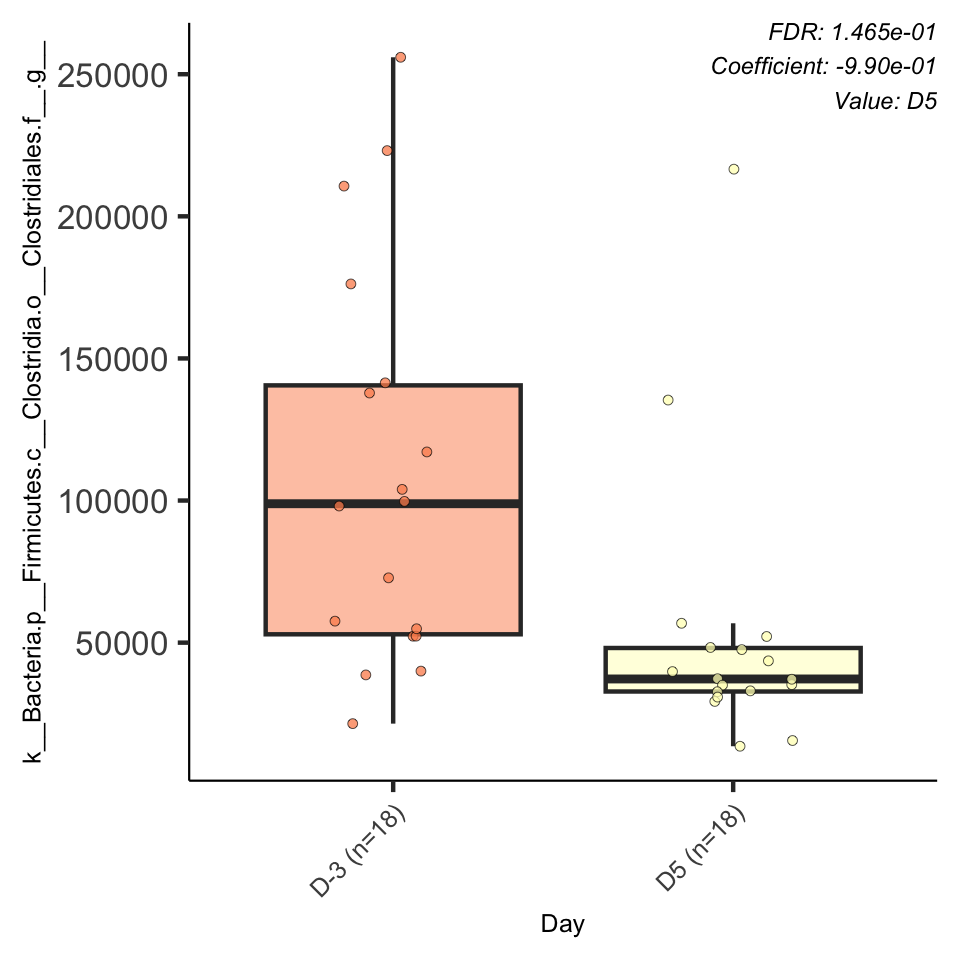 FDR: 1.465e-01
Coefficient: -9.90e-01
Value: D5
k__Bacteria.p__Firmicutes.c__Clostridia.o__Clostridiales.f__.g__
250000
200000
150000
100000
50000
D-3 (n=18)
D5 (n=18)
Day